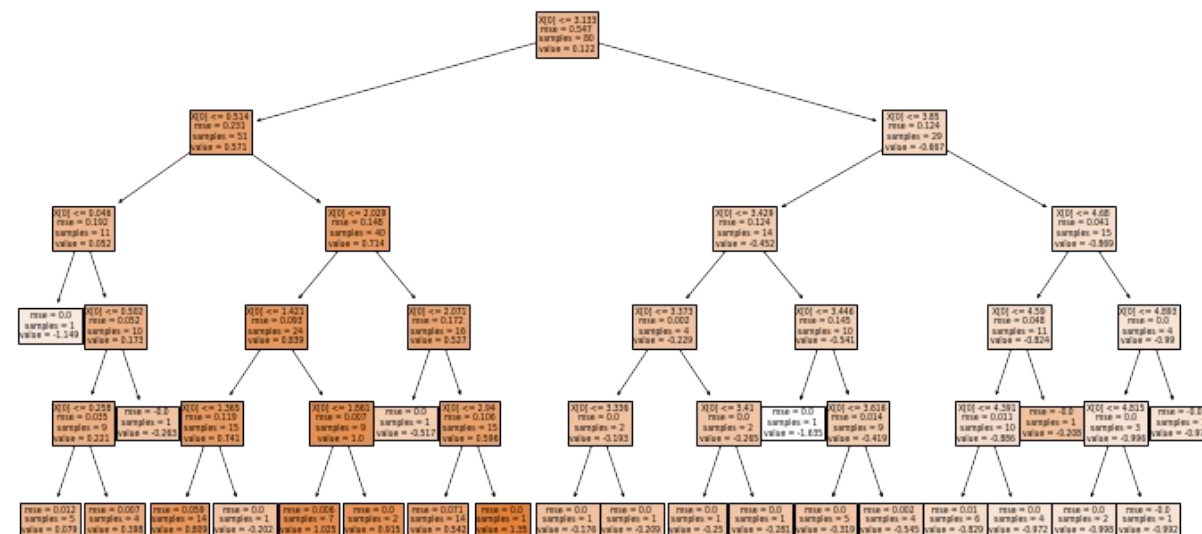 X[0] <= 3.133
mse = 0.547
samples = 80
value = 0.122
X[0] <= 0.514
mse = 0.231
samples = 51
value = 0.571
X[0] <= 3.85
mse = 0.124
samples = 29
value = -0.667
X[0] <= 0.046
mse = 0.192
samples = 11
value = 0.052
X[0] <= 2.029
mse = 0.148
samples = 40
value = 0.714
X[0] <= 3.429
mse = 0.124
samples = 14
value = -0.452
X[0] <= 4.68
mse = 0.041
samples = 15
value = -0.869
mse = 0.0
samples = 1
value = -1.149
X[0] <= 0.502
mse = 0.052
samples = 10
value = 0.173
X[0] <= 1.421
mse = 0.093
samples = 24
value = 0.839
X[0] <= 2.071
mse = 0.172
samples = 16
value = 0.527
X[0] <= 3.373
mse = 0.002
samples = 4
value = -0.229
X[0] <= 3.446
mse = 0.145
samples = 10
value = -0.541
X[0] <= 4.59
mse = 0.048
samples = 11
value = -0.824
X[0] <= 4.893
mse = 0.0
samples = 4
value = -0.99
X[0] <= 0.258
mse = 0.035
samples = 9
value = 0.221
mse = -0.0
samples = 1
value = -0.263
X[0] <= 1.365
mse = 0.119
samples = 15
value = 0.741
X[0] <= 1.861
mse = 0.007
samples = 9
value = 1.0
mse = 0.0
samples = 1
value = -0.517
X[0] <= 2.94
mse = 0.106
samples = 15
value = 0.596
X[0] <= 3.336
mse = 0.0
samples = 2
value = -0.193
X[0] <= 3.41
mse = 0.0
samples = 2
value = -0.265
mse = 0.0
samples = 1
value = -1.635
X[0] <= 3.616
mse = 0.014
samples = 9
value = -0.419
X[0] <= 4.391
mse = 0.011
samples = 10
value = -0.886
mse = -0.0
samples = 1
value = -0.208
X[0] <= 4.815
mse = 0.0
samples = 3
value = -0.996
mse = -0.0
samples = 1
mse = 0.012
samples = 5
value = 0.079
mse = 0.007
samples = 4
value = 0.398
mse = 0.059
samples = 14
value = 0.809
mse = 0.0
samples = 1
value = -0.202
mse = 0.006
samples = 7
value = 1.025
mse = 0.0
samples = 2
value = 0.915
mse = 0.071
samples = 14
value = 0.542
mse = 0.0
samples = 1
value = 1.35
mse = 0.0
samples = 1
value = -0.176
mse = 0.0
samples = 1
value = -0.209
mse = 0.0
samples = 1
value = -0.25
mse = -0.0
samples = 1
value = -0.281
mse = 0.0
samples = 5
value = -0.319
mse = 0.002
samples = 4
value = -0.545
mse = 0.01
samples = 6
value = -0.829
mse = 0.0
samples = 4
value = -0.972
mse = 0.0
samples = 2
value = -0.998
mse = -0.0
samples = 1
value = -0.992